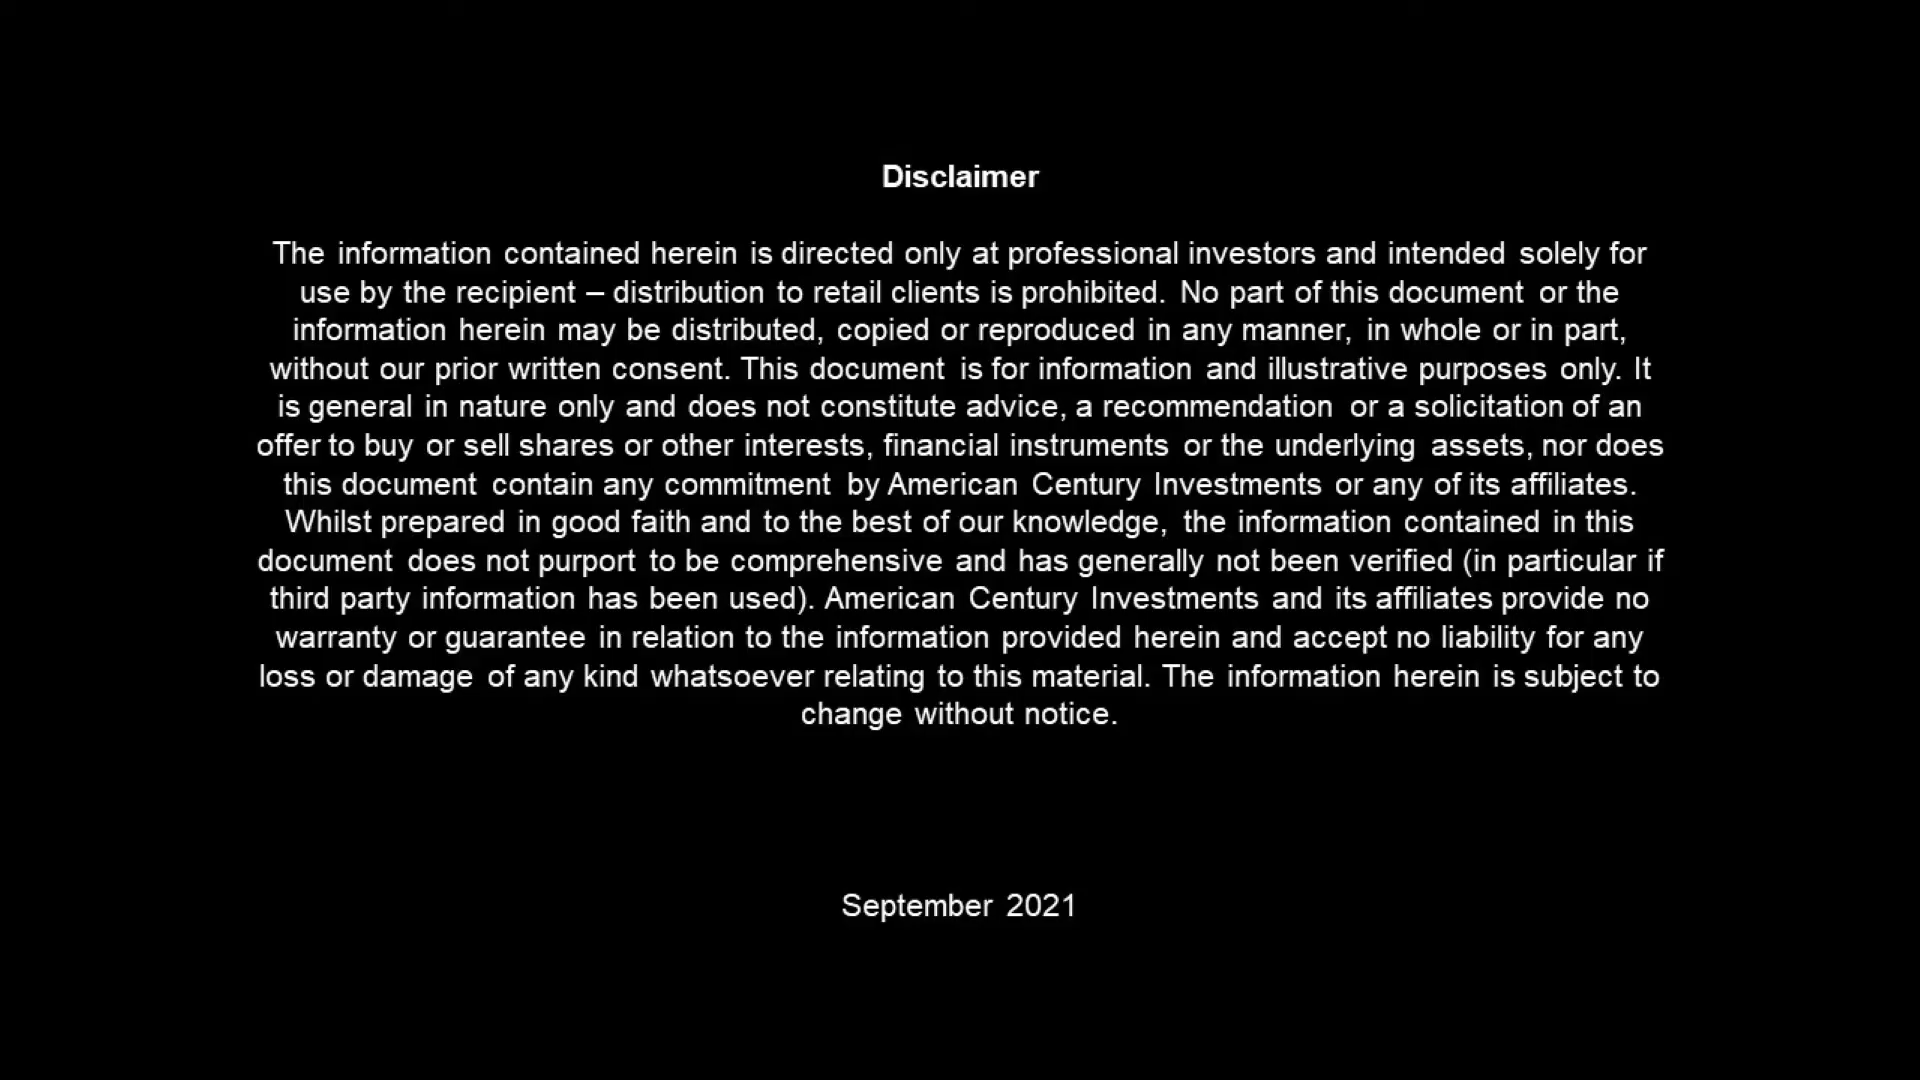 Disclaimer
The information contained herein is directed only at professional investors and intended solely for
use by the recipient – distribution to retail clients is prohibited. No part of this document or the
information herein may be distributed, copied or reproduced in any manner, in whole or in part,
without our prior written consent. This document is for information and illustrative purposes only. It
is general in nature only and does not constitute advice, a recommendation or a solicitation of an
offer to buy or sell shares or other interests, financial instruments or the underlying assets, nor does
this document contain any commitment by American Century Investments or any of its affiliates.
Whilst prepared in good faith and to the best of our knowledge, the information contained in this
document does not purport to be comprehensive and has generally not been verified (in particular if
third party information has been used). American Century Investments and its affiliates provide no
warranty or guarantee in relation to the information provided herein and accept no liability for any
loss or damage of any kind whatsoever relating to this material. The information herein is subject to
change without notice.
September 2021